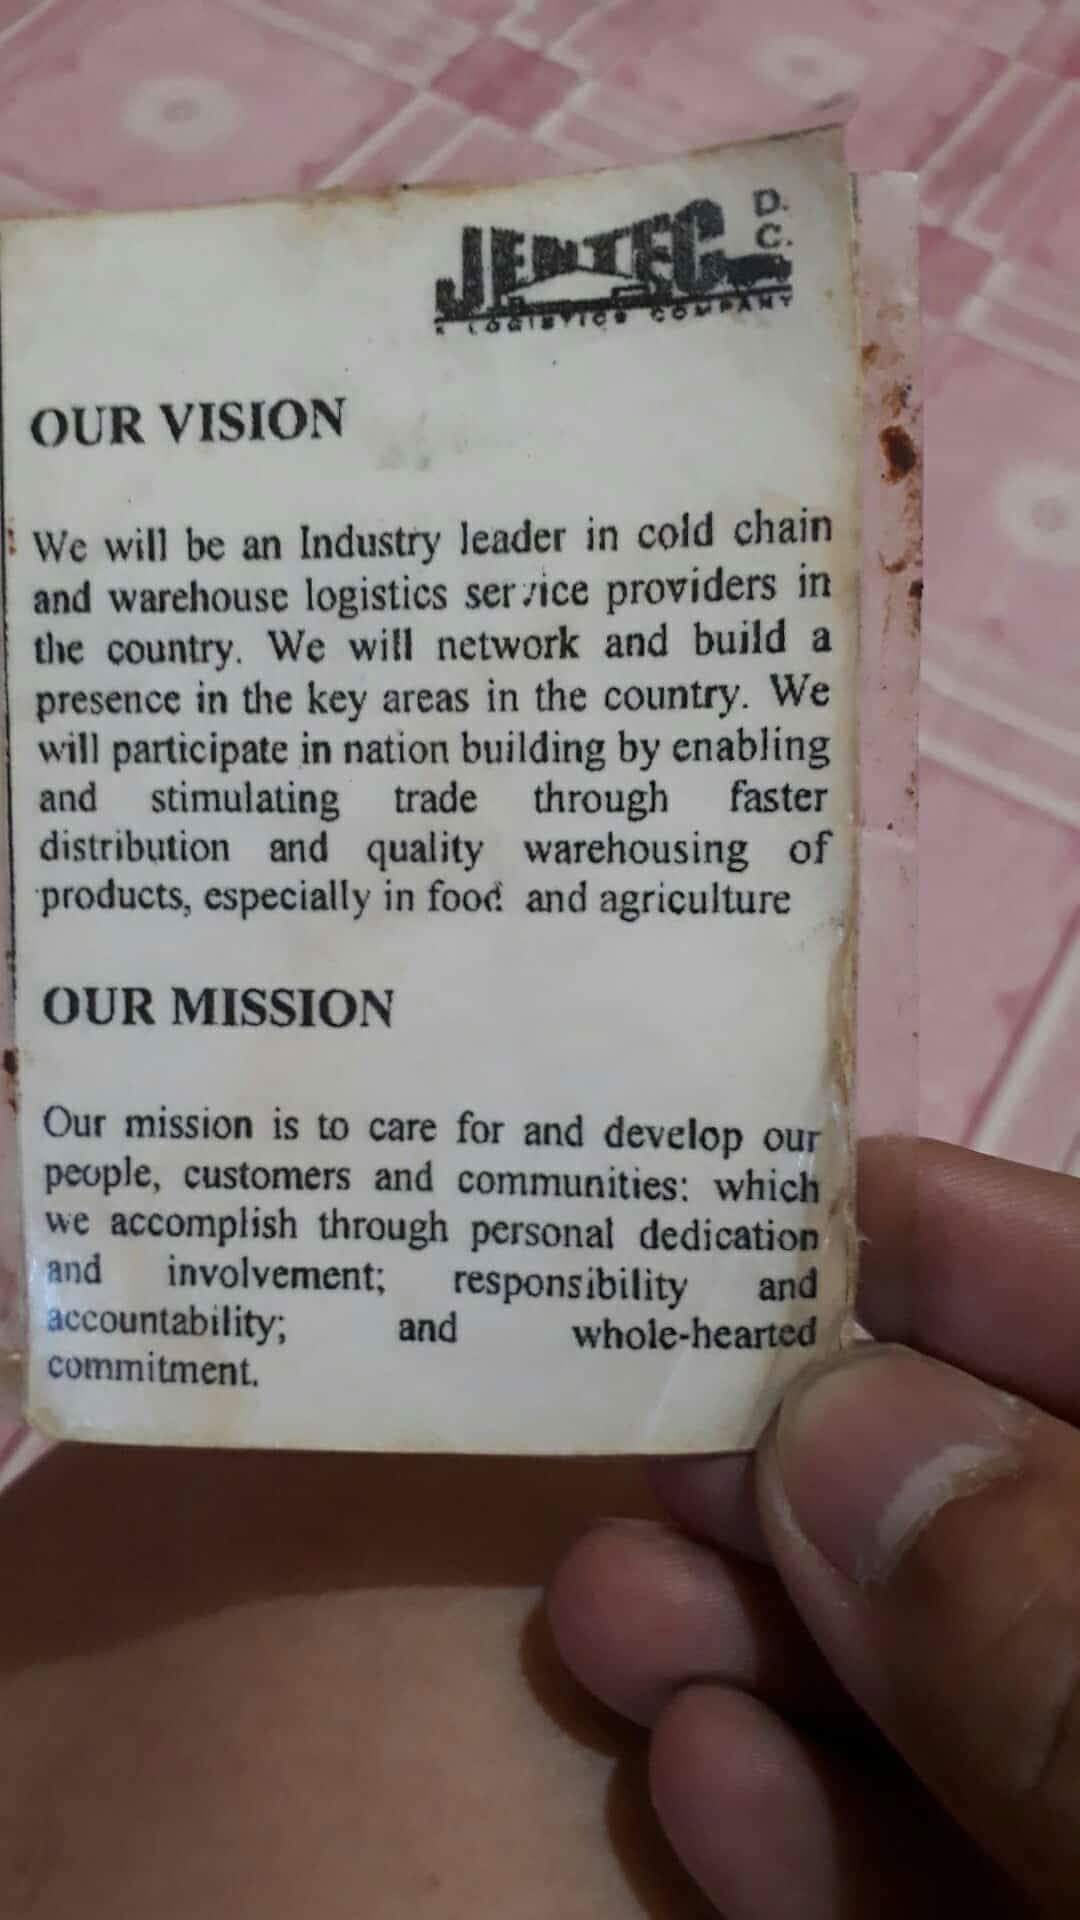 JENTEC
D.
C.
A LOGISTICS COMPANY
OUR VISION
We will be an Industry leader in cold chain
and warehouse logistics service providers in
the country. We will network and build a
presence in the key areas in the country. We
will participate in nation building by enabling
and stimulating trade through faster
distribution and quality warehousing of
products, especially in food and agriculture
OUR MISSION
Our mission is to care for and develop our
people, customers and communities: which
we accomplish through personal dedication
and involvement; responsibility and
accountability; and whole-hearted
commitment.